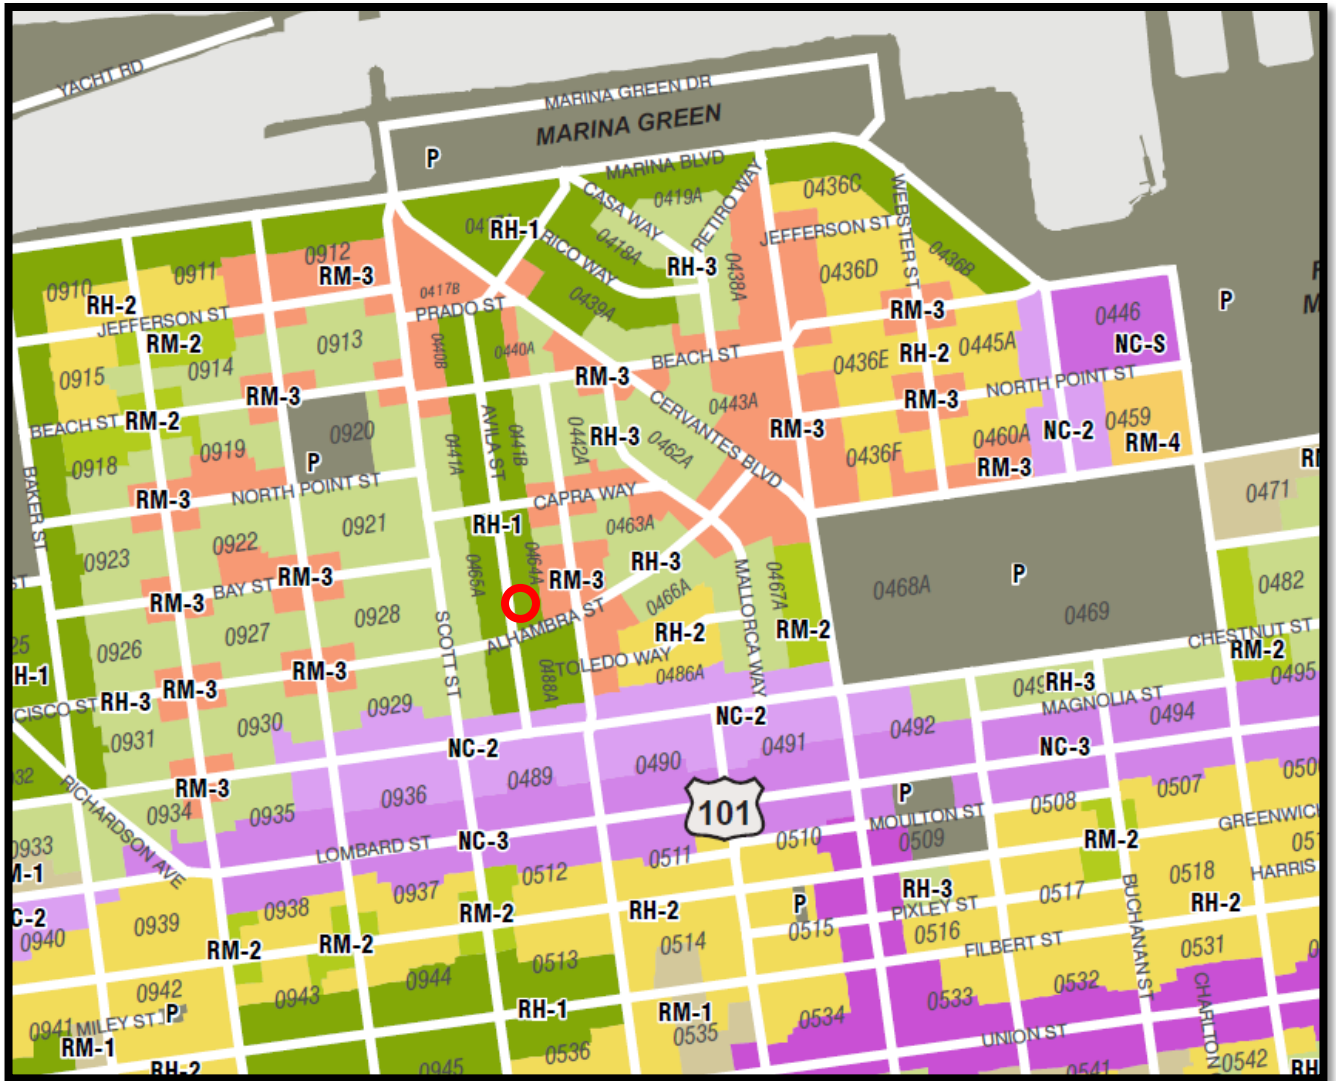 YACHT RD
MARINA GREEN DR
MARINA GREEN
P
MARINA BLVD
CASA WAY
0419A
RETIRO WAY
0436C
WEBSTER ST
RH-1
RICO WAY
0418A
RH-3
JEFFERSON ST
0436B
0912
RM-3
0911
0910
RH-2
0417B
PRADO ST
0439A
0438A
0436D
RM-3
P
0446
NC-S
JEFFERSON ST
RM-2
0914
0913
0440B
0440A
BEACH ST
0436E
RH-2
0445A
0915
RM-3
RM-3
CERVANTES BLVD
0443A
RM-3
NORTH POINT ST
BEACH ST
RM-2
0920
P
AVILA ST
0441A
0441B
0442A
RH-3
0462A
RM-3
0436F
0460A
RM-3
NC-2
0459
RM-4
0918
0919
BAKER ST
RM-3
NORTH POINT ST
CAPRA WAY
0471
0921
RH-1
0463A
0923
0922
RM-3
BAY ST
RM-3
0465A
0464A
RM-3
RH-3
0466A
MALLORCA WAY
0467A
0468A
P
0469
0482
0928
0927
0926
SCOTT ST
ALHAMBRA ST
RH-2
RM-2
CHESTNUT ST
RM-2
RM-3
RM-3
RH-3
TOLEDO WAY
0488A
0486A
RH-3
MAGNOLIA ST
0495
0494
0929
0930
0931
NC-2
NC-2
0492
NC-3
0491
0490
0489
0936
RM-3
RICHARDSON AVE
0934
0935
101
P
MOULTON ST
0509
0508
0507
LOMBARD ST
NC-3
0510
0511
0512
RM-2
0933
0937
0938
RM-2
RH-2
P
RH-3
PIXLEY ST
0517
BUCHANAN ST
0518
RH-2
0939
0940
RM-2
RM-2
0514
0515
0516
FILBERT ST
0531
0513
0944
0943
0942
P
0941
MILEY ST
RM-1
RH-1
RM-1
0535
0534
0533
0532
UNION ST
CHARLTON
0536
0945
RH-2
0541
0542
RH